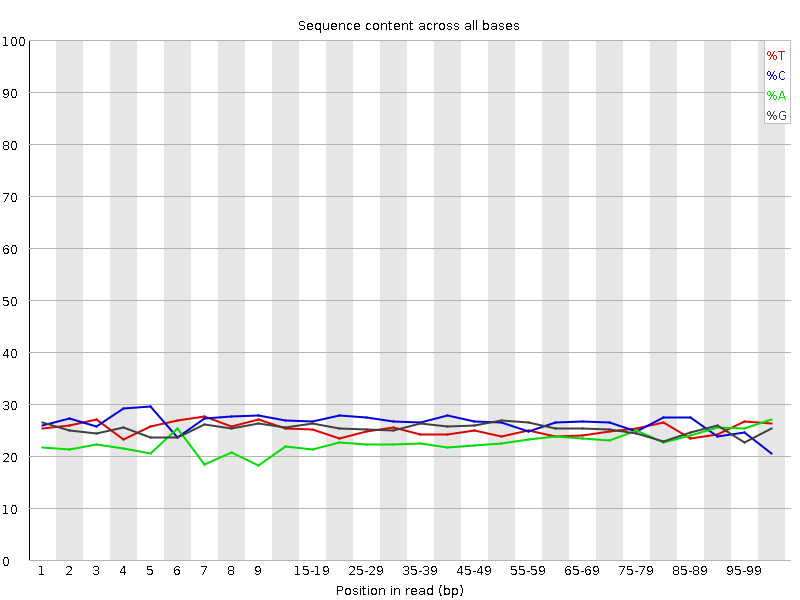 Sequence content across all bases
100
90
80
70
60
50
40
30
20
10
0
%T
%C
%A
%G
1 2 3 4 5 6 7 8 9 15-19 25-29 35-39 45-49 55-59 65-69 75-79 85-89 95-99
Position in read (bp)